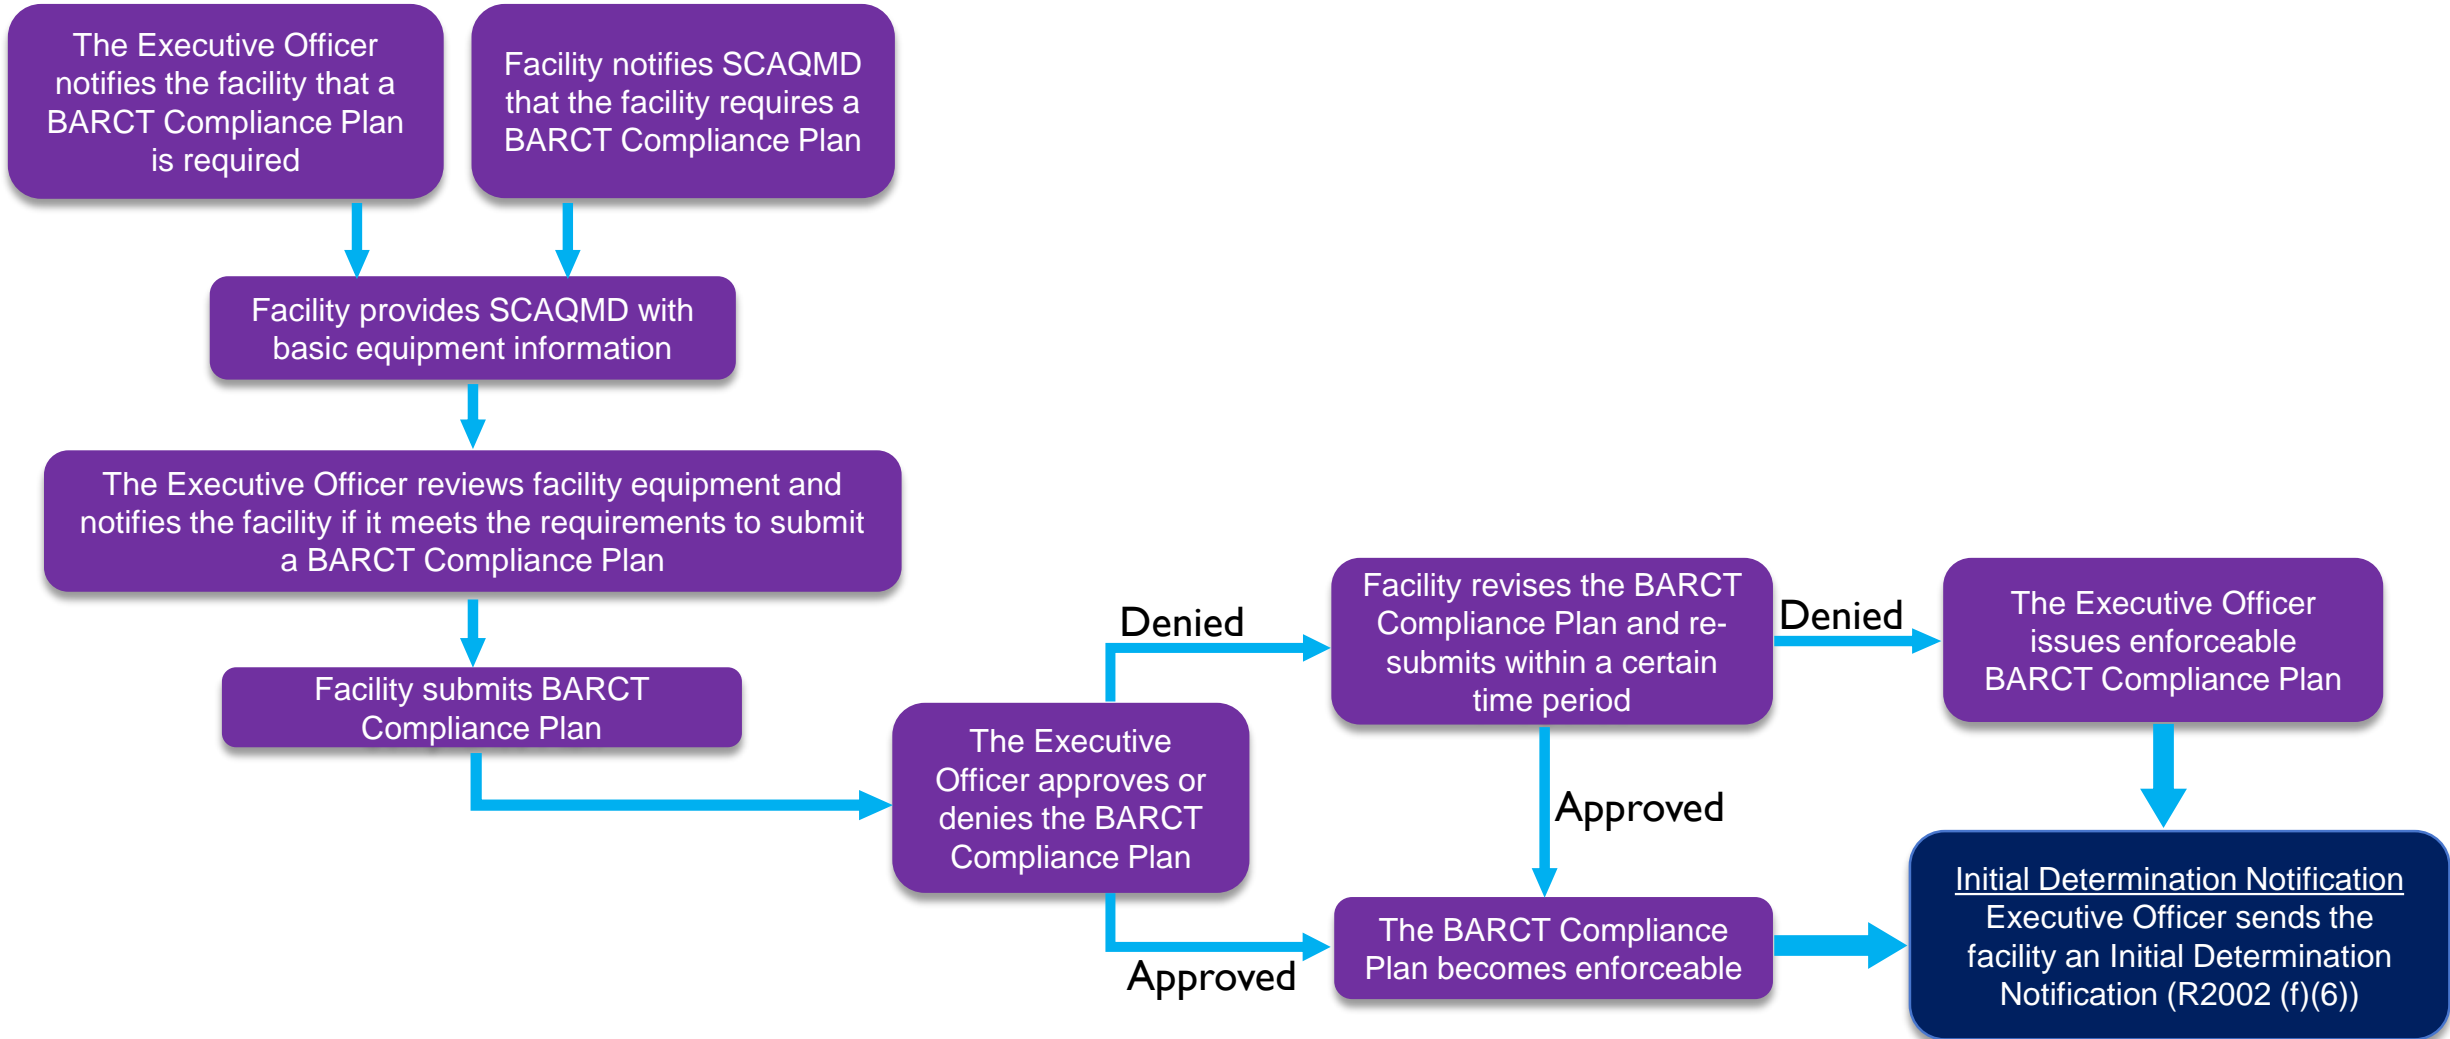 The Executive Officer
notifies the facility that a
BARCT Compliance Plan
is required
Facility notifies SCAQMD
that the facility requires a
BARCT Compliance Plan
Facility provides SCAQMD with
basic equipment information
The Executive Officer reviews facility equipment and
notifies the facility if it meets the requirements to submit
a BARCT Compliance Plan
Facility submits BARCT
Compliance Plan
The Executive
Officer approves or
denies the BARCT
Compliance Plan
Denied
Approved
Facility revises the BARCT
Compliance Plan and re-
submits within a certain
time period
Denied
Approved
The Executive Officer
issues enforceable
BARCT Compliance Plan
The BARCT Compliance
Plan becomes enforceable
Initial Determination Notification
Executive Officer sends the
facility an Initial Determination
Notification (R2002 (f)(6))